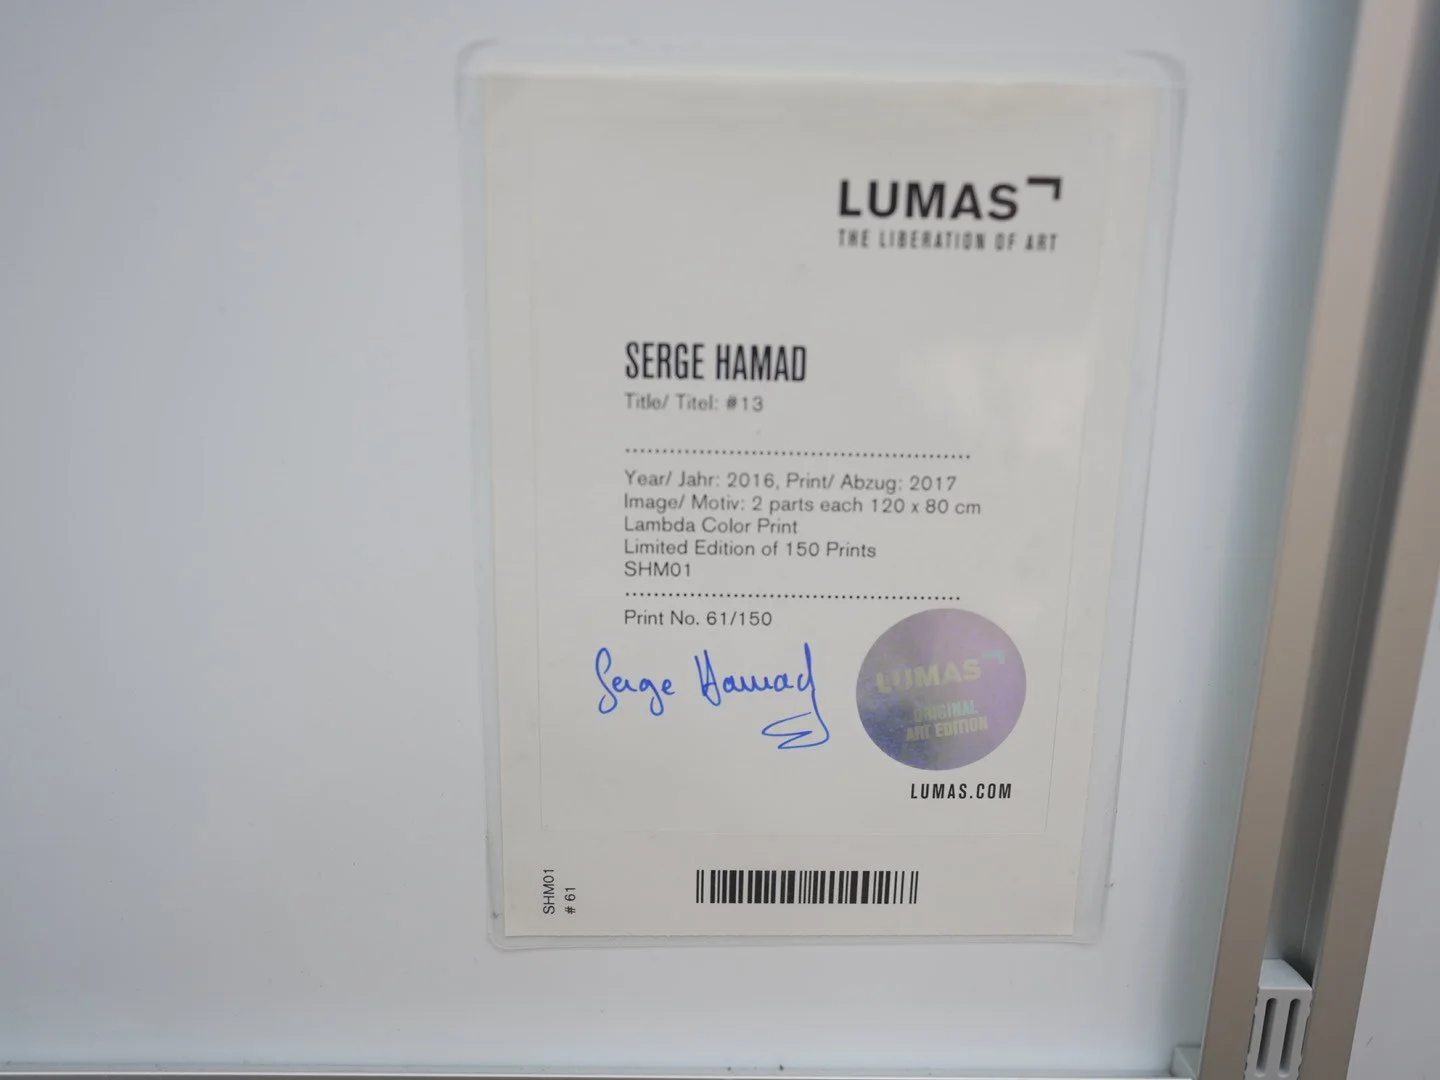 LUMAS
THE LIBERATION OF ART
SERGE HAMAD
Title/ Titel: #13
Year/ Jahr: 2016, Print/ Abzug: 2017
Image/ Motiv: 2 parts each 120 x 80 cm
Lambda Color Print
Limited Edition of 150 Prints
SHM01
Print No. 61/150
Serge Hamad
LUMAS
ORIGINAL
ART EDITION
LUMAS.COM
SHM01
# 61